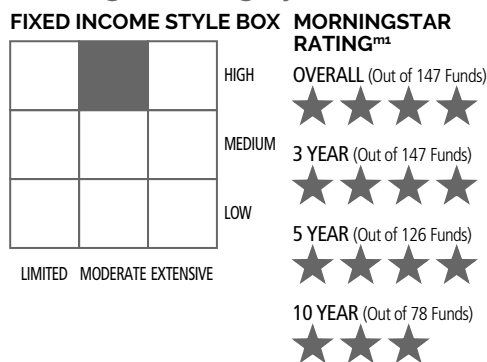 FIXED INCOME STYLE BOX
HIGH
MEDIUM
LOW
LIMITED MODERATE EXTENSIVE
MORNINGSTAR
RATINGm1
OVERALL (Out of 147 Funds)
3 YEAR (Out of 147 Funds)
5 YEAR (Out of 126 Funds)
10 YEAR (Out of 78 Funds)